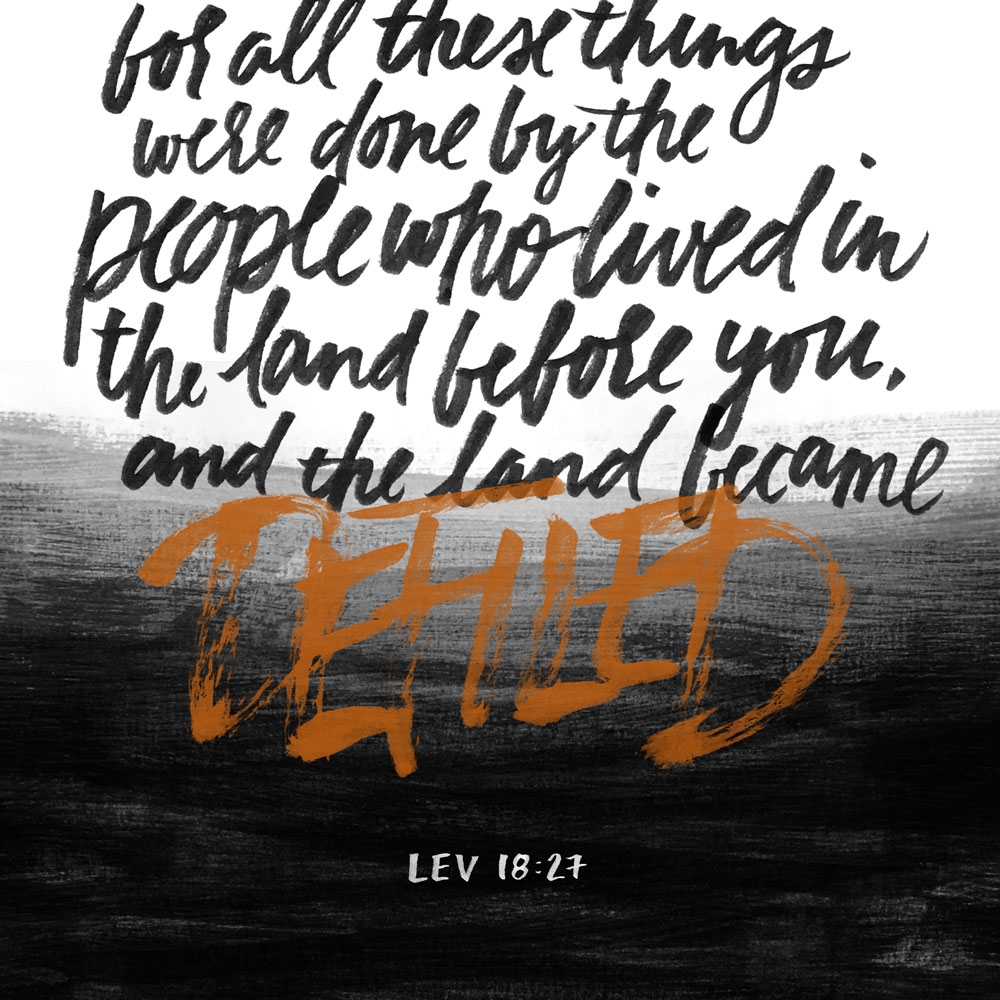 for all these things
were done by the
people who lived in
the land before you,
and the land became
DEFILED
LEV 18:27